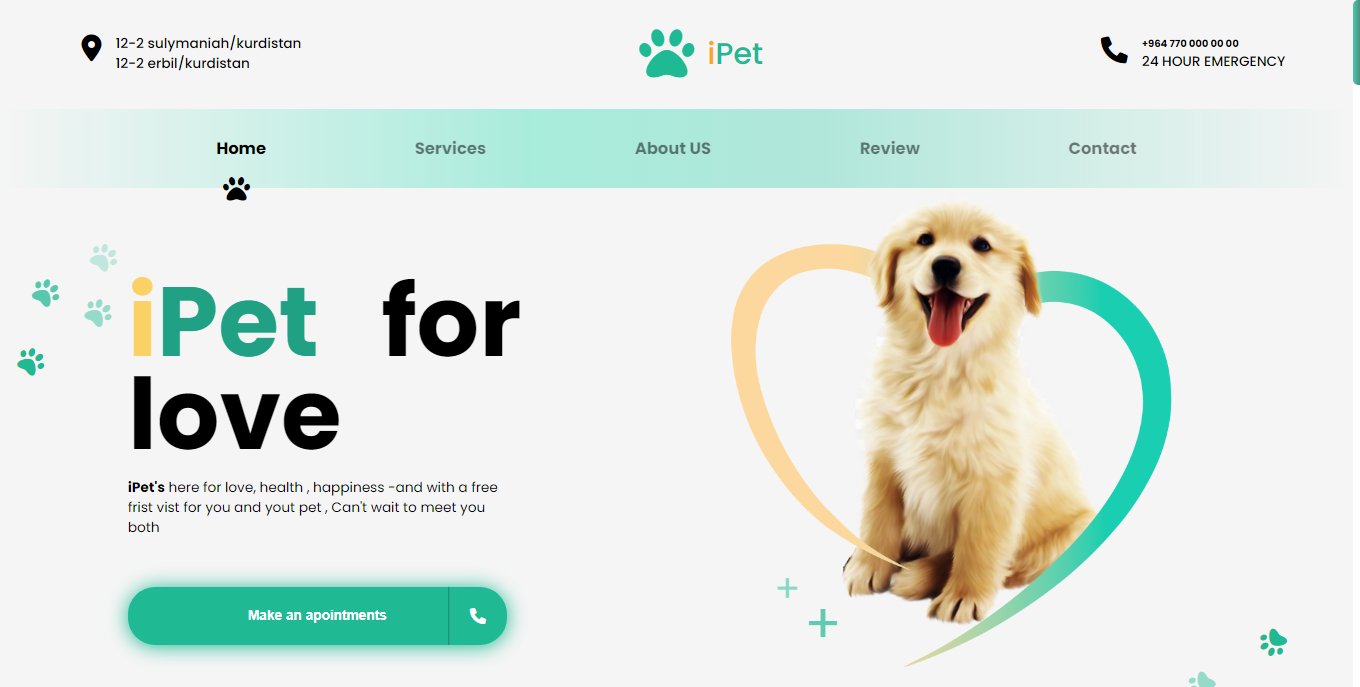 12-2 sulymaniah/kurdistan
12-2 erbil/kurdistan
iPet
+964 770 000 00 00
24 HOUR EMERGENCY
Home
Services
About US
Review
Contact
iPet for
love
iPet's here for love, health , happiness -and with a free
frist vist for you and yout pet , Can't wait to meet you
both
Make an apointments